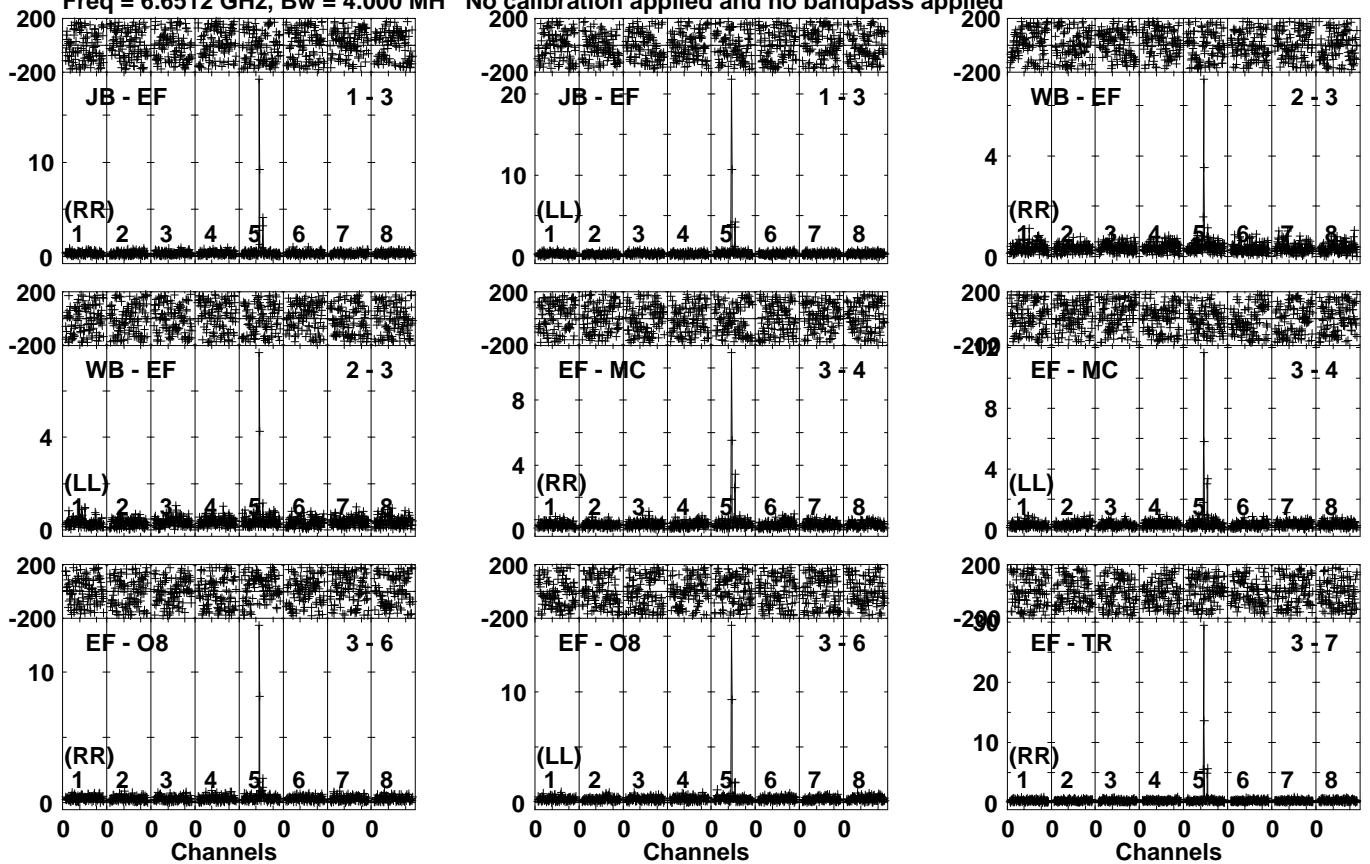 Freq = 6.6512 GHz, Bw = 4.000 MH No calibration applied and no bandpass applied
200 200 200
-200 -200 -200
JB - EF 1 - 3 JB - EF 1 - 3 WB - EF 2 - 3
20
10 10 4
(RR) (LL) (RR)
1 2 3 4 5 6 7 8 1 2 3 4 5 6 7 8 1 2 3 4 5 6 7 8
0 0 0
200 200 200
-200 -200 -200 12
WB - EF 2 - 3 EF - MC 3 - 4 EF - MC 3 - 4
8 8
4 4 4
(LL) (RR) (LL)
1 2 3 4 5 6 7 8 1 2 3 4 5 6 7 8 1 2 3 4 5 6 7 8
0 0 0
200 200 200
-200 -200 -200 30
EF - O8 3 - 6 EF - O8 3 - 6 EF - TR 3 - 7
10 10 20
10
(RR) (LL) (RR)
1 2 3 4 5 6 7 8 1 2 3 4 5 6 7 8 1 2 3 4 5 6 7 8
0 0 0
0 0 0 0 0 0 0 0 0 0 0 0 0 0 0 0 0 0 0 0 0 0 0 0
Channels Channels Channels